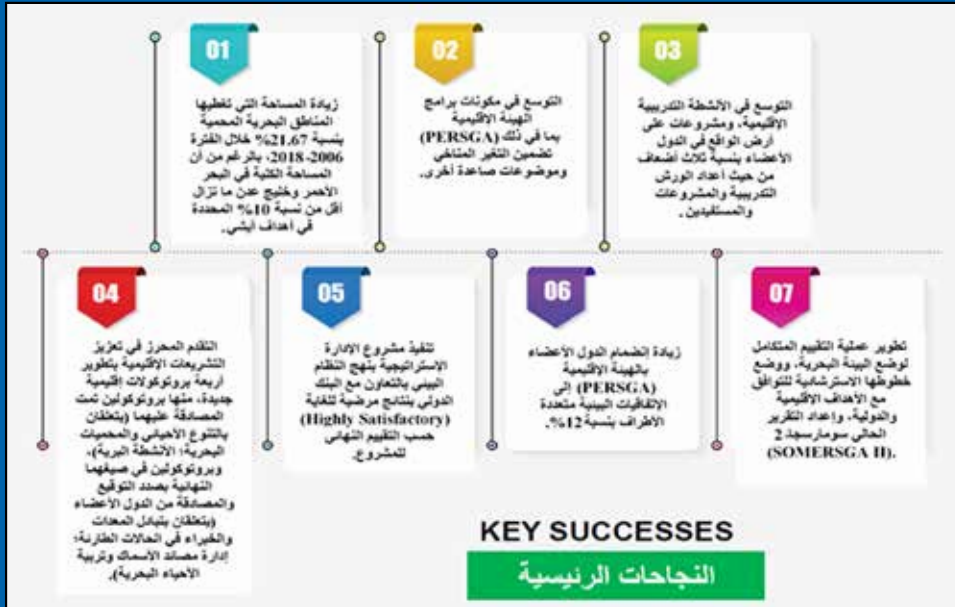 01
زيادة المساحة التي تغطيها
المناطق البحرية المحمية
بنسبة 21.67% خلال الفترة
2006-2018، بالرغم من أن
المساحة الكلية في البحر
الأحمر وخليج عدن ما تزال
أقل من نسبة 10% المحددة
في أهداف أيشي.
02
التوسع في مكونات برامج
الهيئة الإقليمية
(PERSGA) بما في ذلك
تضمين التغير المناخي
وموضوعات صاعدة أخرى.
03
التوسع في الأنشطة التدريبية
الإقليمية، ومشروعات على
أرض الواقع في الدول
الأعضاء بنسبة ثلاث أضعاف
من حيث أعداد الورش
التدريبية والمشروعات
والمستفيدين.
04
التقدم المحرز في تعزيز
التشريعات الإقليمية بتطوير
أربعة بروتوكولات إقليمية
جديدة، منها بروتوكولين تمت
المصادقة عليهما (يتعلقان
بالتنوع الأحيائي والمحميات
البحرية؛ الأنشطة البرية)،
وبروتوكولين في صيغهما
النهائية بصدد التوقيع
والمصادقة من الدول الأعضاء
(يتعلقان بتبادل المعدات
والخبراء في الحالات الطارئة؛
إدارة مصائد الأسماك وتربية
الأحياء البحرية).
05
تنفيذ مشروع الإدارة
الاستراتيجية بنهج النظام
البيئي بالتعاون مع البنك
الدولي بنتائج مرضية للغاية
(Highly Satisfactory)
حسب التقييم النهائي
للمشروع.
06
زيادة إنضمام الدول الأعضاء
بالهيئة الإقليمية
(PERSGA) إلى
الاتفاقيات البيئية متعددة
الأطراف بنسبة 12%.
07
تطوير عملية التقييم المتكامل
لوضع البيئة البحرية، ووضع
خطوطها الاسترشادية للتوافق
مع الأهداف الإقليمية
والدولية، وإعداد التقرير
الحالي سومارسجا 2
(SOMERSGA II).
KEY SUCCESSES
النجاحات الرئيسية